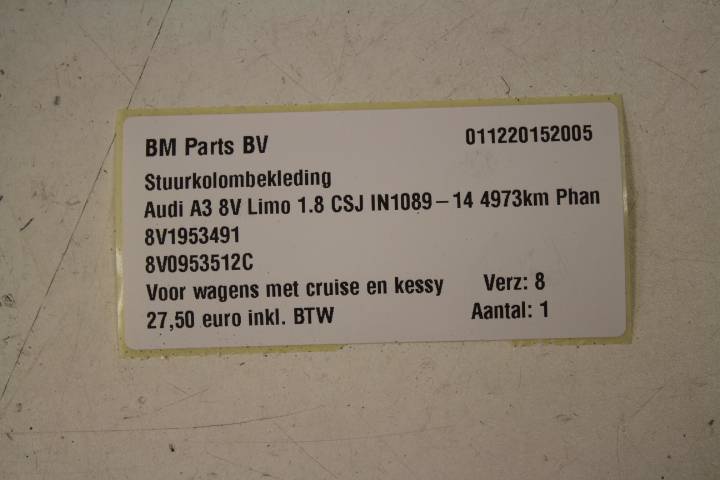 BM Parts BV 011220152005
Stuurkolombekleding
Audi A3 8V Limo 1.8 CSJ IN1089-14 4973km Phan
8V1953491
8V0953512C
Voor wagens met cruise en kessy Verz: 8
27,50 euro inkl. BTW Aantal: 1